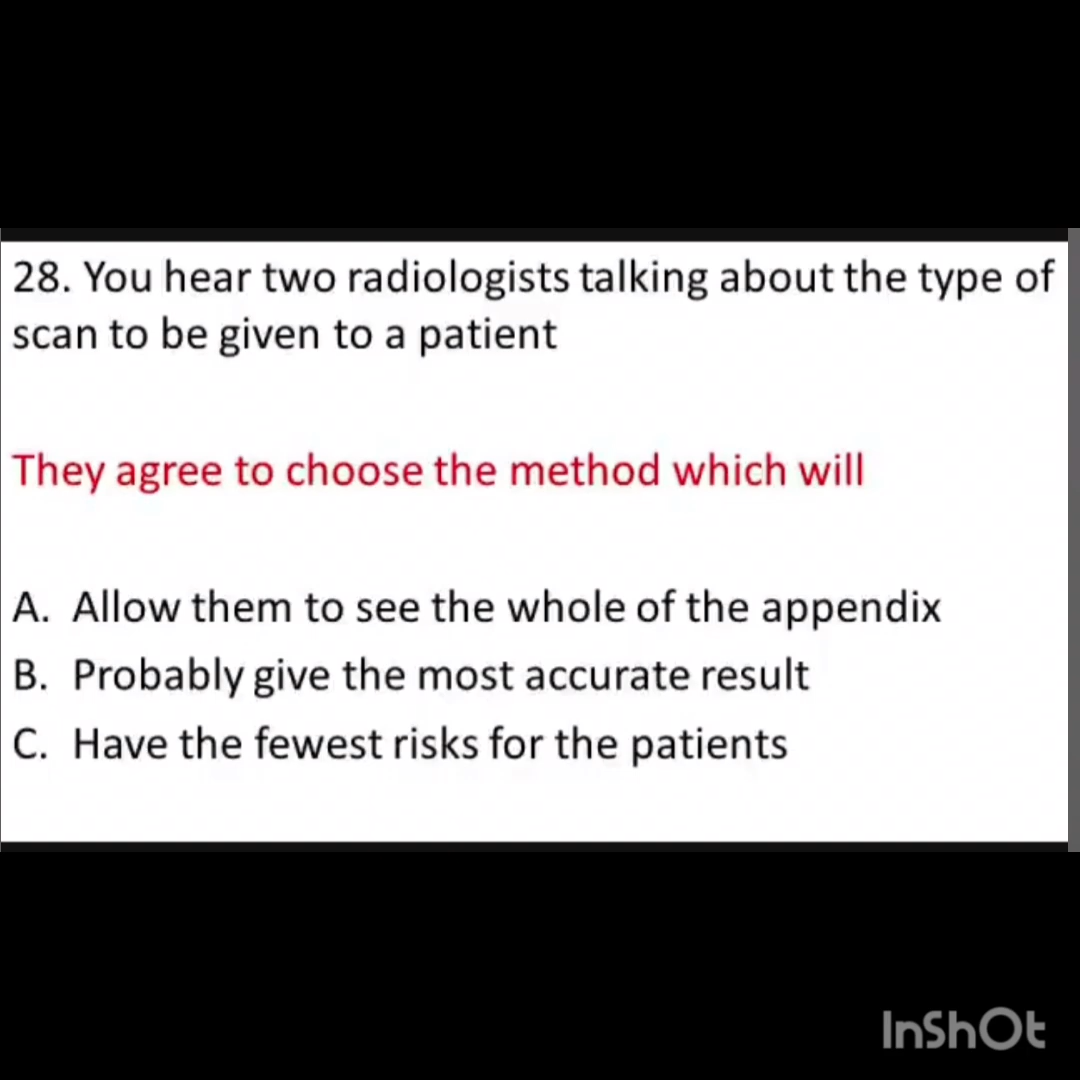 28. You hear two radiologists talking about the type of
scan to be given to a patient
They agree to choose the method which will
A. Allow them to see the whole of the appendix
B. Probably give the most accurate result
C. Have the fewest risks for the patients
InShOt